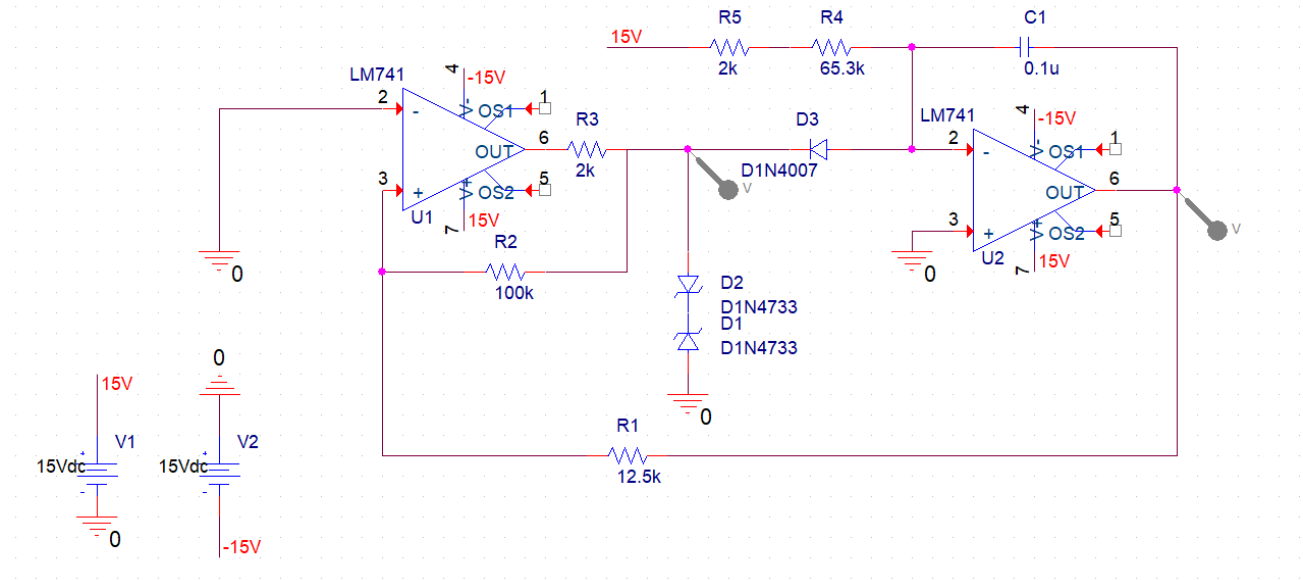 R5
R4
C1
15V
2k
65.3k
0.1u
LM741
4
-15V
2
-
V-
OS1
1
R3
6
OUT
2k
3
+
V+
OS2
5
U1
7
15V
D3
D1N4007
V
LM741
4
-15V
2
-
V-
OS1
1
6
OUT
3
+
V+
OS2
5
U2
7
15V
V
0
0
R2
100k
D2
D1N4733
D1
D1N4733
0
R1
12.5k
15V
0
+
V1
15Vdc
-
0
+
V2
15Vdc
-
-15V